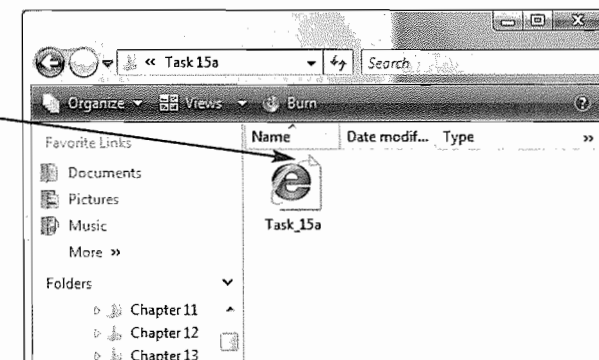 « Task 15a
Search
Organize Views Burn
Favorite Links
Documents
Pictures
Music
More »
Folders
Chapter 11
Chapter 12
Chapter 13
Name Date modif... Type »
Task_15a